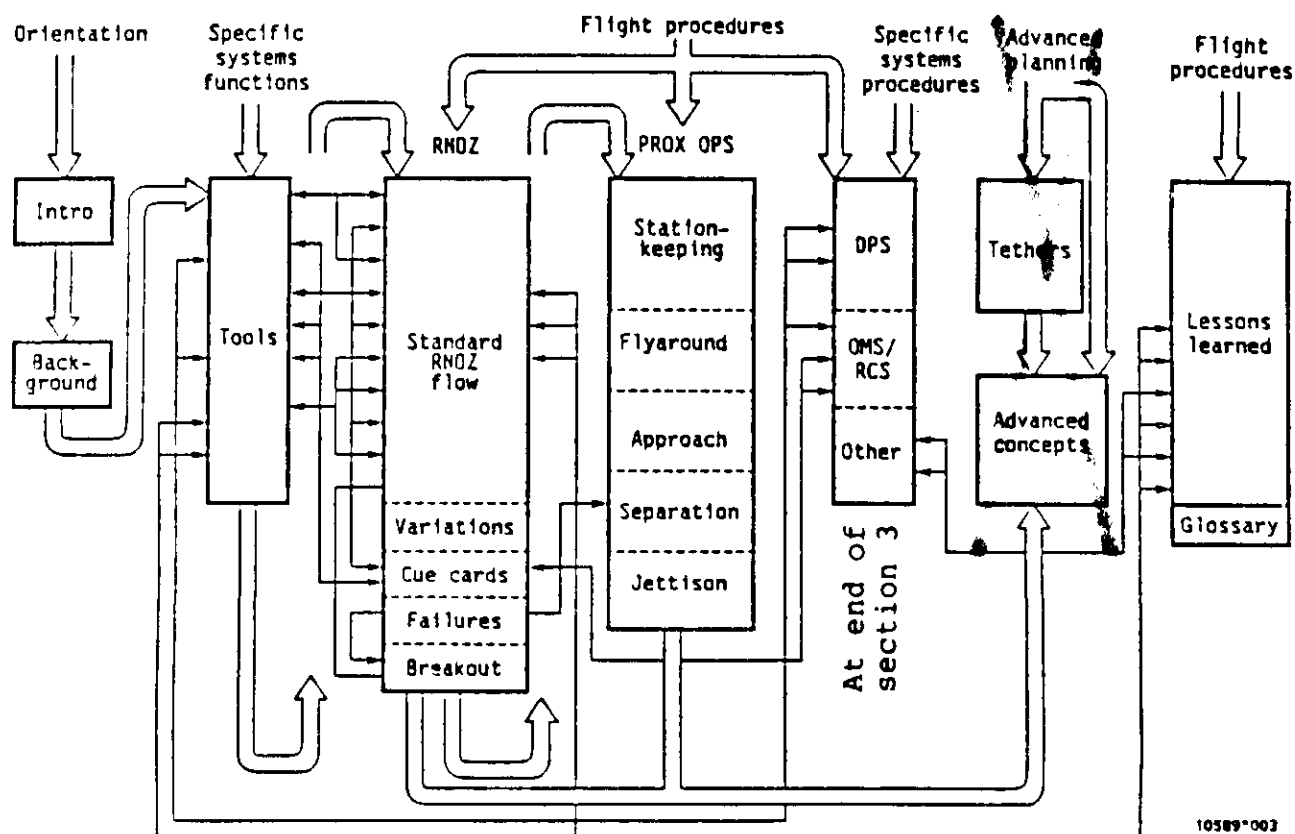 Orientation
Specific
systems
functions
Flight procedures
Specific
systems
procedures
Advanced
planning
Flight
procedures
RNDZ
PROX OPS
Intro
Back-
ground
Tools
Standard
RNDZ
flow
Variations
Cue cards
Failures
Breakout
Station-
keeping
Flyaround
Approach
Separation
Jettison
DPS
OMS/
RCS
Other
At end of
section 3
Tethers
Advanced
concepts
Lessons
learned
Glossary
10589*003